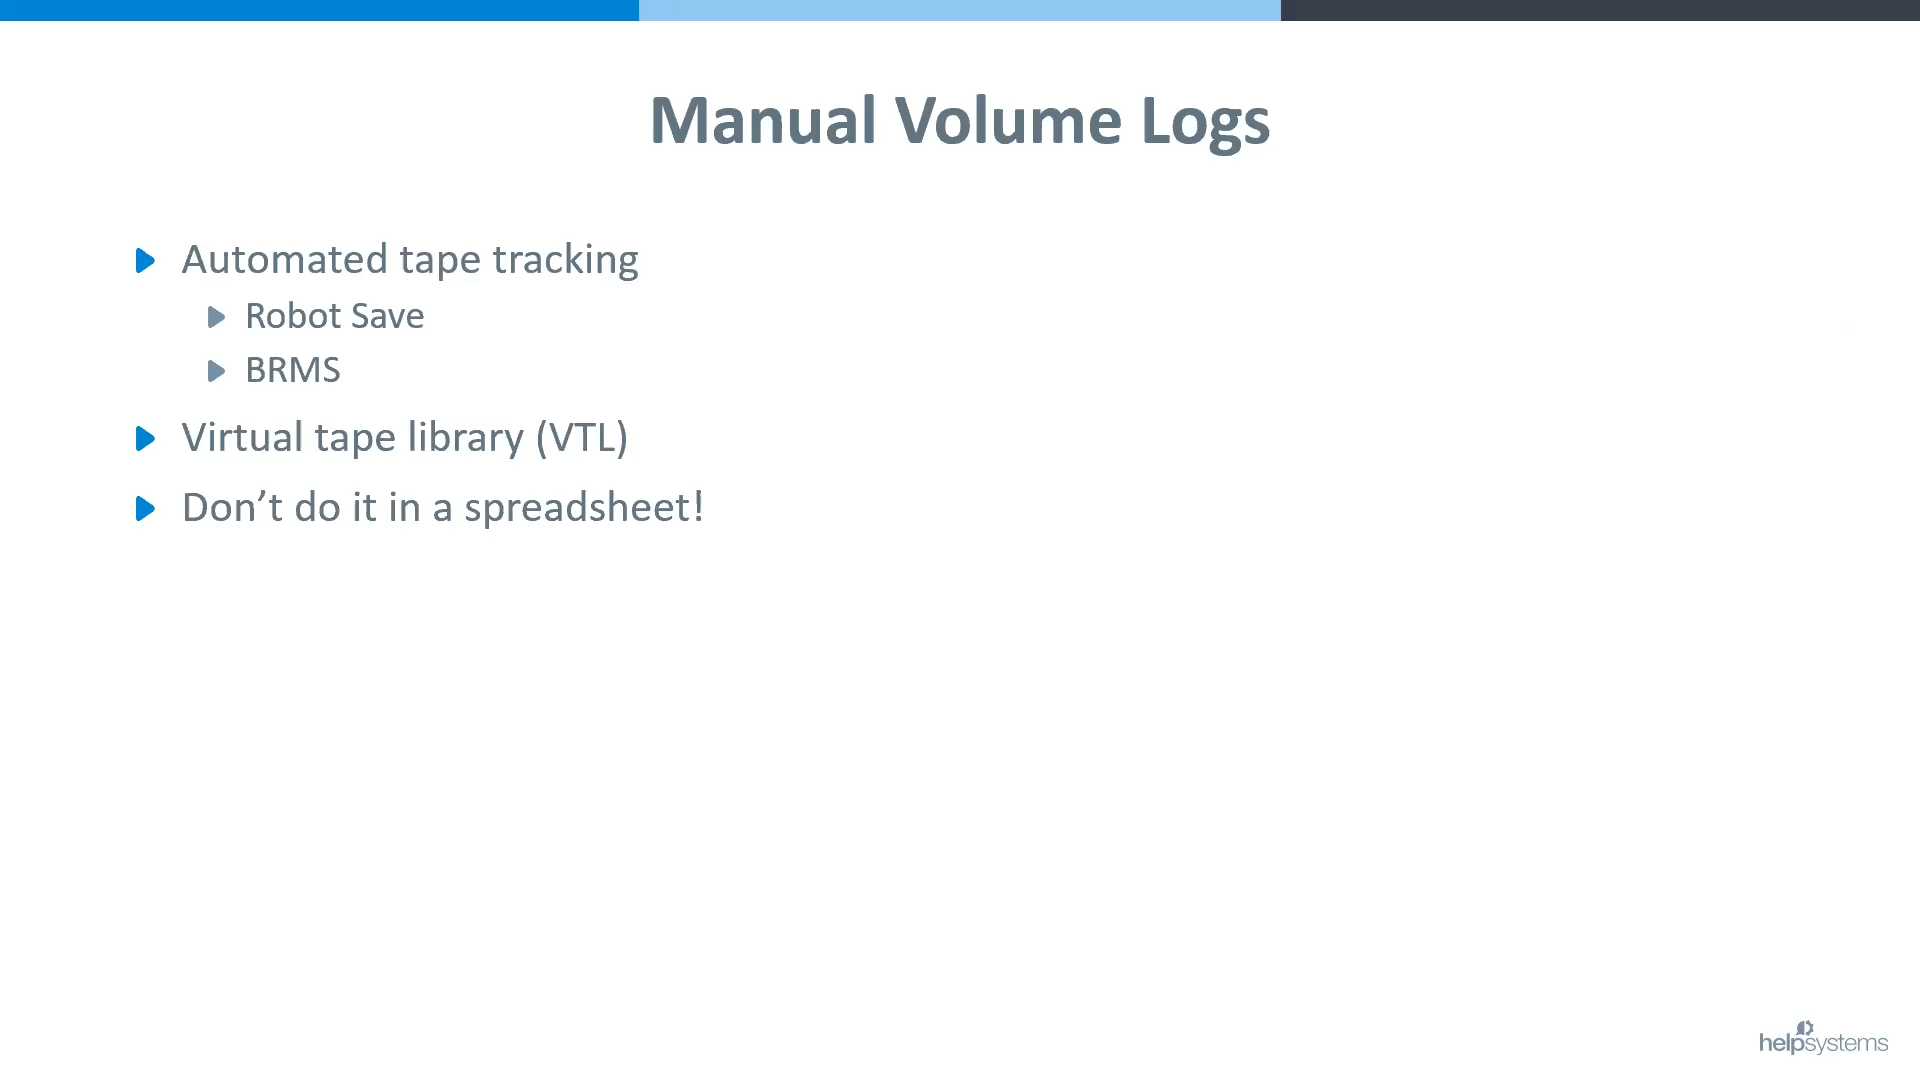 Manual Volume Logs
Automated tape tracking
Robot Save
BRMS
Virtual tape library (VTL)
Don’t do it in a spreadsheet!
helpsystems